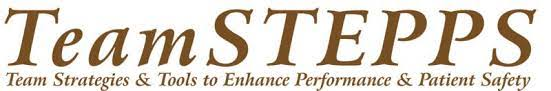 TeamSTEPPS
Team Strategies & Tools to Enhance Performance & Patient Safety